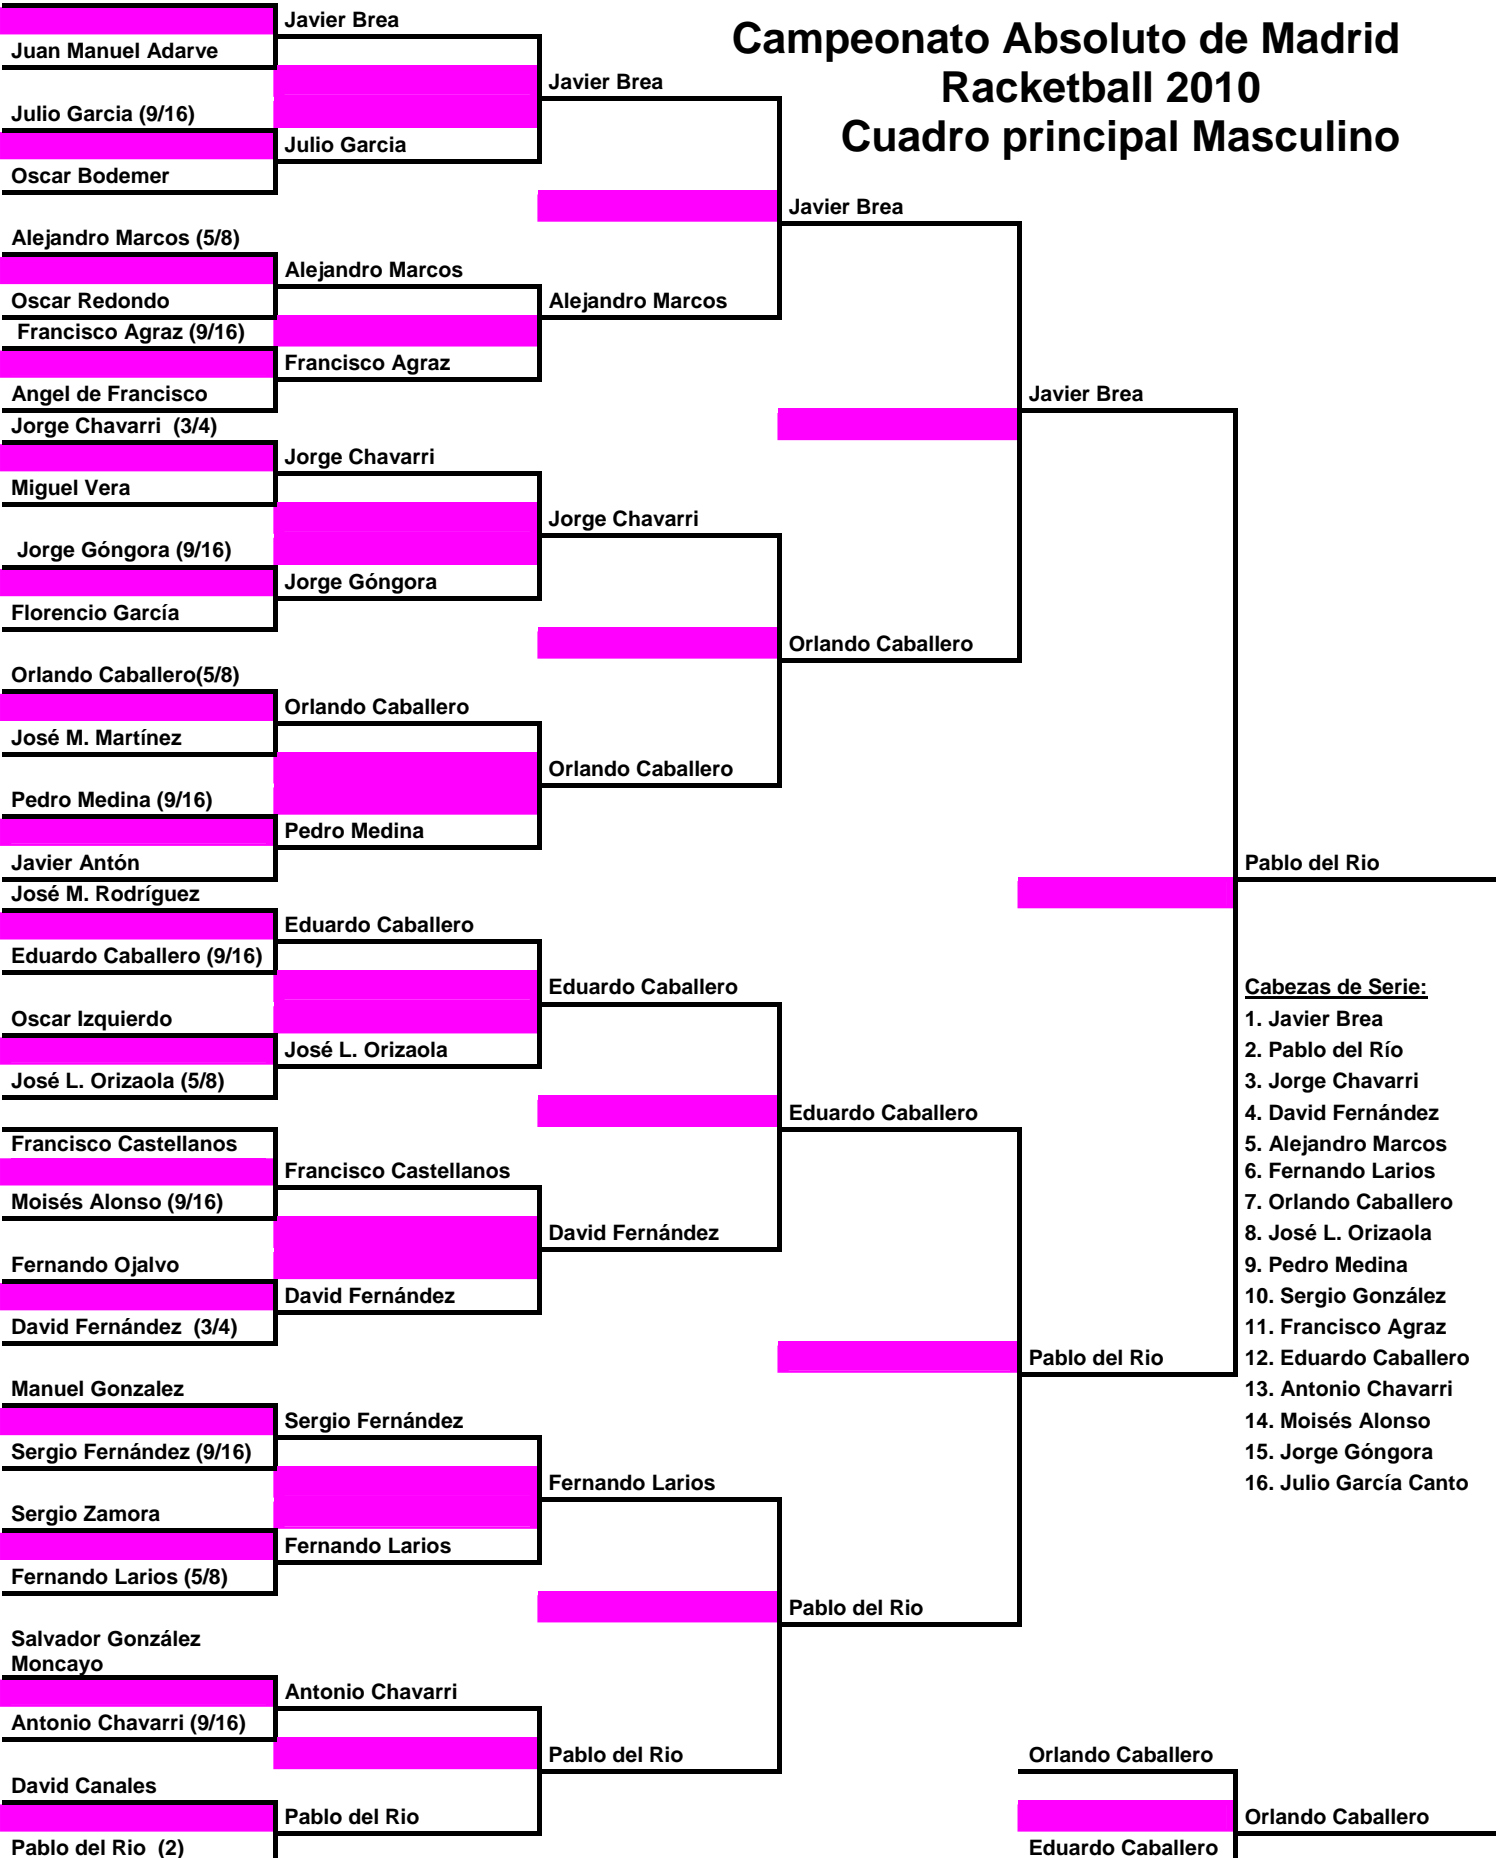 Campeonato Absoluto de Madrid
Racketball 2010
Cuadro principal Masculino
Juan Manuel Adarve
Julio Garcia (9/16)
Oscar Bodemer
Alejandro Marcos (5/8)
Oscar Redondo
Francisco Agraz (9/16)
Angel de Francisco
Jorge Chavarri (3/4)
Miguel Vera
Jorge Góngora (9/16)
Florencio García
Orlando Caballero(5/8)
José M. Martínez
Pedro Medina (9/16)
Javier Antón
José M. Rodríguez
Eduardo Caballero (9/16)
Oscar Izquierdo
José L. Orizaola (5/8)
Francisco Castellanos
Moisés Alonso (9/16)
Fernando Ojalvo
David Fernández (3/4)
Manuel Gonzalez
Sergio Fernández (9/16)
Sergio Zamora
Fernando Larios (5/8)
Salvador González
Moncayo
Antonio Chavarri (9/16)
David Canales
Pablo del Rio (2)
Javier Brea
Julio Garcia
Alejandro Marcos
Francisco Agraz
Jorge Chavarri
Jorge Góngora
Orlando Caballero
Pedro Medina
Eduardo Caballero
José L. Orizaola
Francisco Castellanos
David Fernández
Sergio Fernández
Fernando Larios
Antonio Chavarri
Pablo del Rio
Javier Brea
Alejandro Marcos
Jorge Chavarri
Orlando Caballero
Eduardo Caballero
David Fernández
Fernando Larios
Pablo del Rio
Javier Brea
Orlando Caballero
Eduardo Caballero
Pablo del Rio
Javier Brea
Pablo del Rio
Pablo del Rio
Cabezas de Serie:
1. Javier Brea
2. Pablo del Río
3. Jorge Chavarri
4. David Fernández
5. Alejandro Marcos
6. Fernando Larios
7. Orlando Caballero
8. José L. Orizaola
9. Pedro Medina
10. Sergio González
11. Francisco Agraz
12. Eduardo Caballero
13. Antonio Chavarri
14. Moisés Alonso
15. Jorge Góngora
16. Julio García Canto
Orlando Caballero
Eduardo Caballero
Orlando Caballero